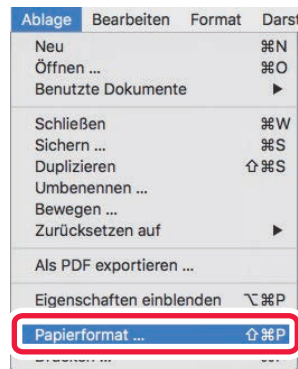 Ablage Bearbeiten Format Darst
Neu ⌘N
Öffnen ... ⌘O
Benutzte Dokumente ▶
Schließen ⌘W
Sichern ... ⌘S
Duplizieren ⇧⌘S
Umbenennen ...
Bewegen ...
Zurücksetzen auf ▶
Als PDF exportieren ...
Eigenschaften einblenden ⌥⌘P
Papierformat ... ⇧⌘P